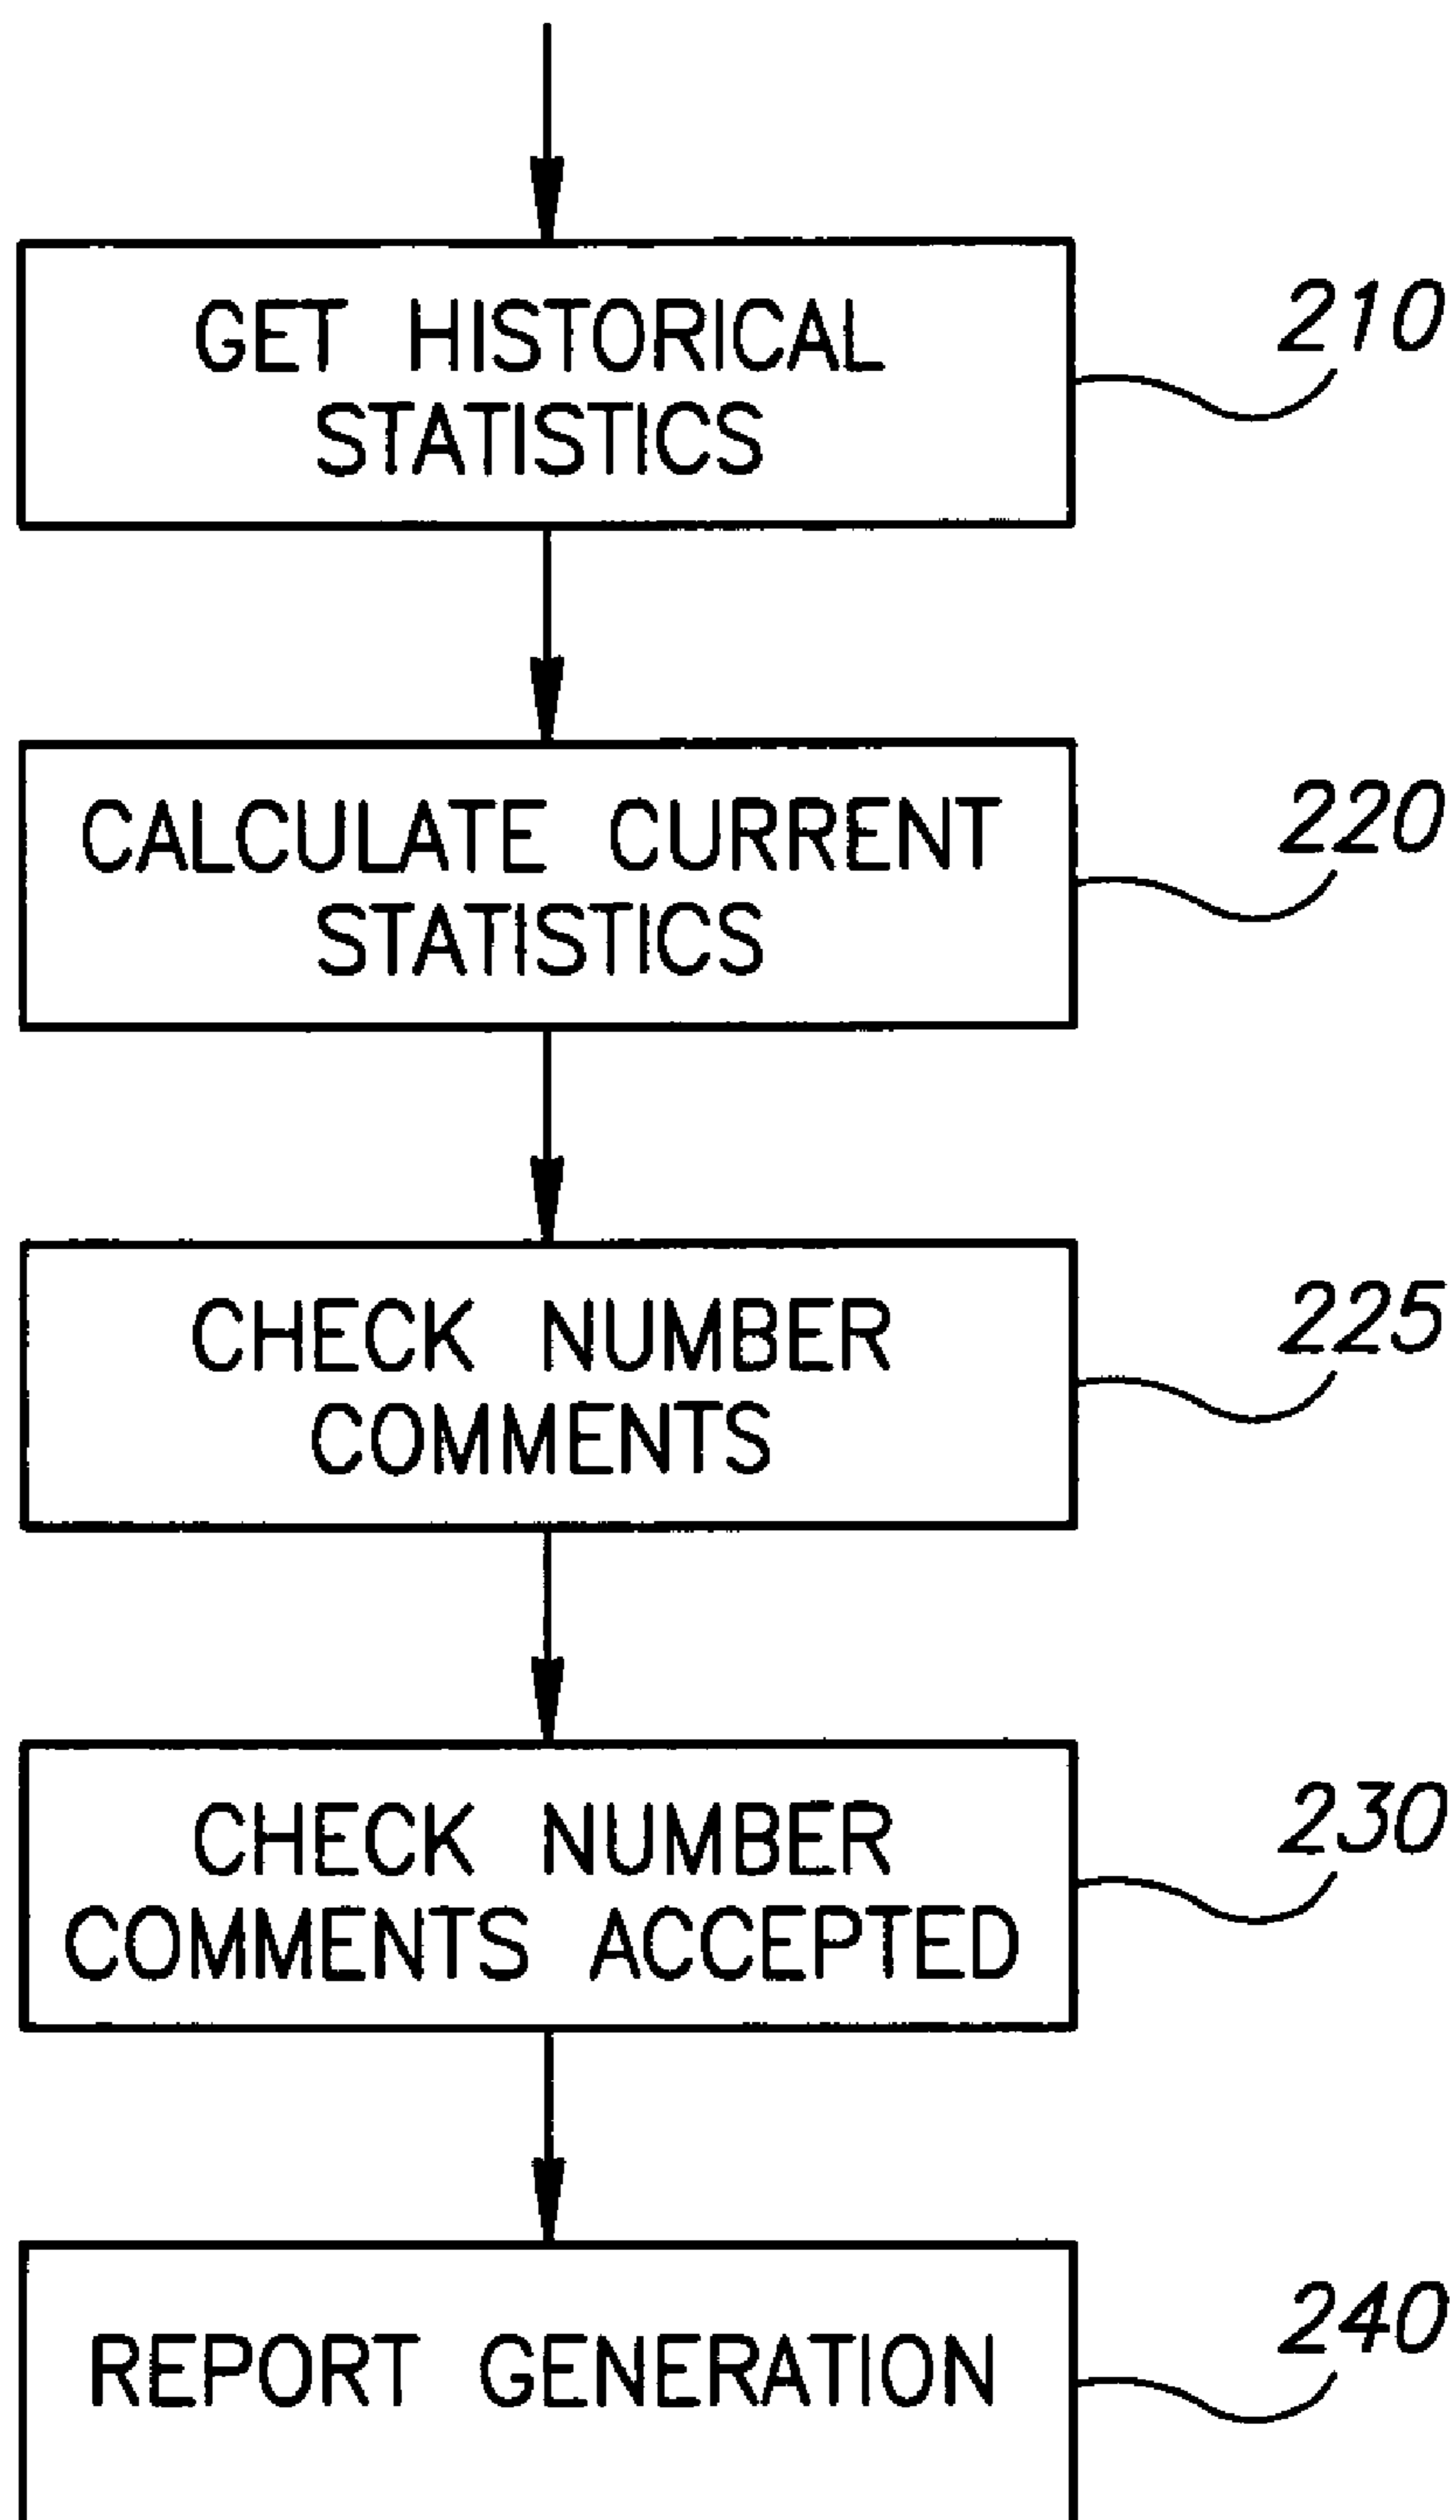 GET HISTORICAL
STATISTICS
210
CALCULATE CURRENT
STATISTICS
220
CHECK NUMBER
COMMENTS
225
CHECK NUMBER
COMMENTS ACCEPTED
230
REPORT GENERATION
240